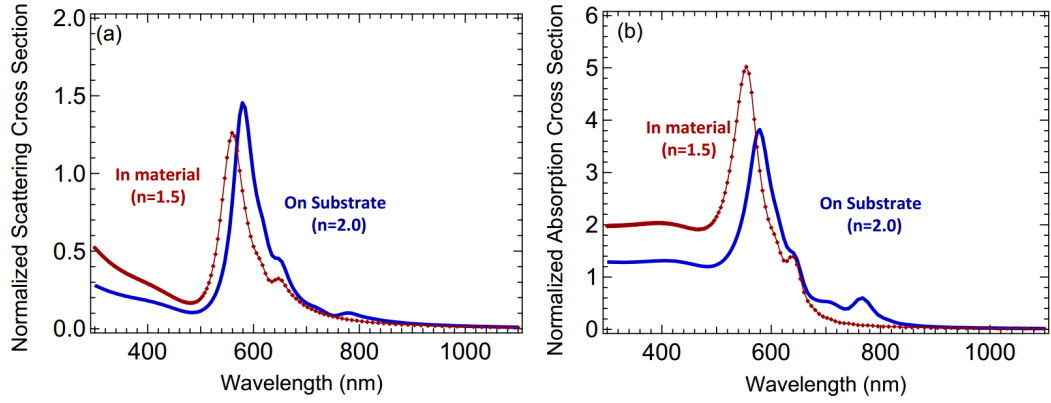 Normalized Scattering Cross Section
2.0
1.5
1.0
0.5
0.0
(a)
In material
(n=1.5)
On Substrate
(n=2.0)
400
600
800
1000
Wavelength (nm)
Normalized Absorption Cross Section
6
5
4
3
2
1
0
(b)
In material
(n=1.5)
On Substrate
(n=2.0)
400
600
800
1000
Wavelength (nm)